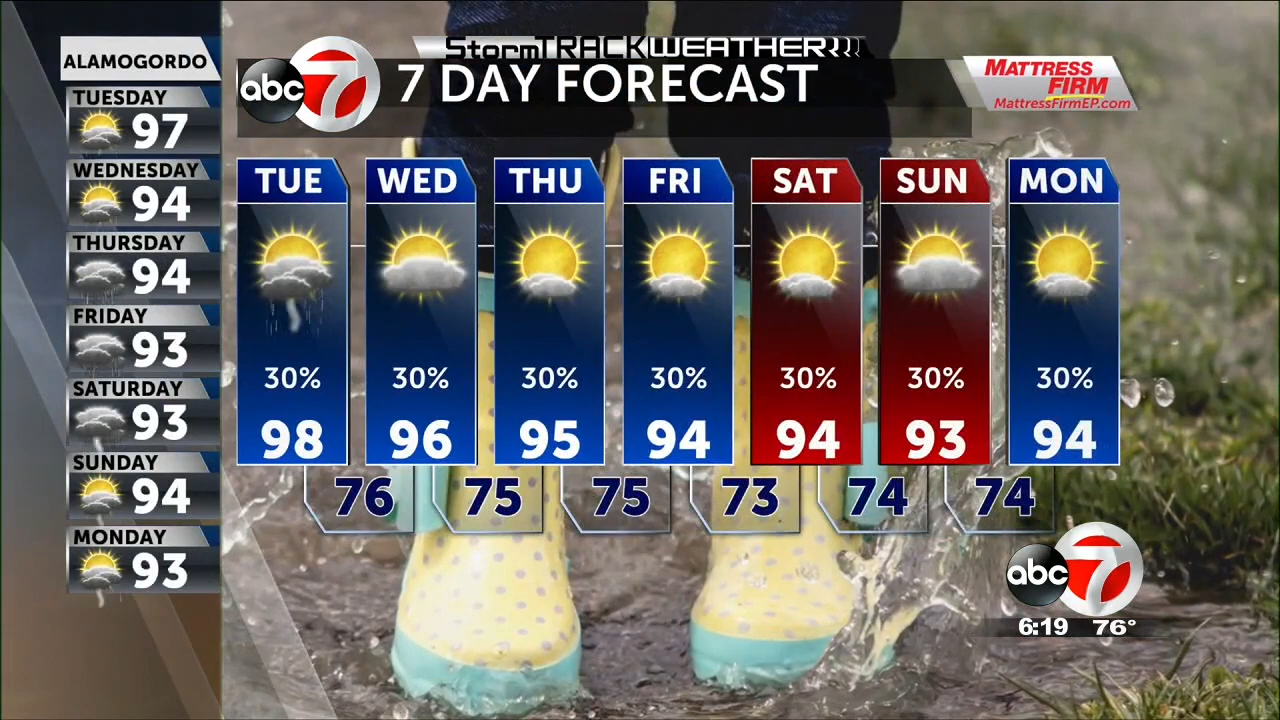 ALAMOGORDO
TUESDAY
97
WEDNESDAY
94
THURSDAY
94
FRIDAY
93
SATURDAY
93
SUNDAY
94
MONDAY
93
StormTRACKWEATHER
abc 7 7 DAY FORECAST
MATTRESS
FIRM
MattressFirmEP.com
TUE WED THU FRI SAT SUN MON
30% 30% 30% 30% 30% 30% 30%
98 96 95 94 94 93 94
76 75 75 73 74 74
abc 7
6:19 76°